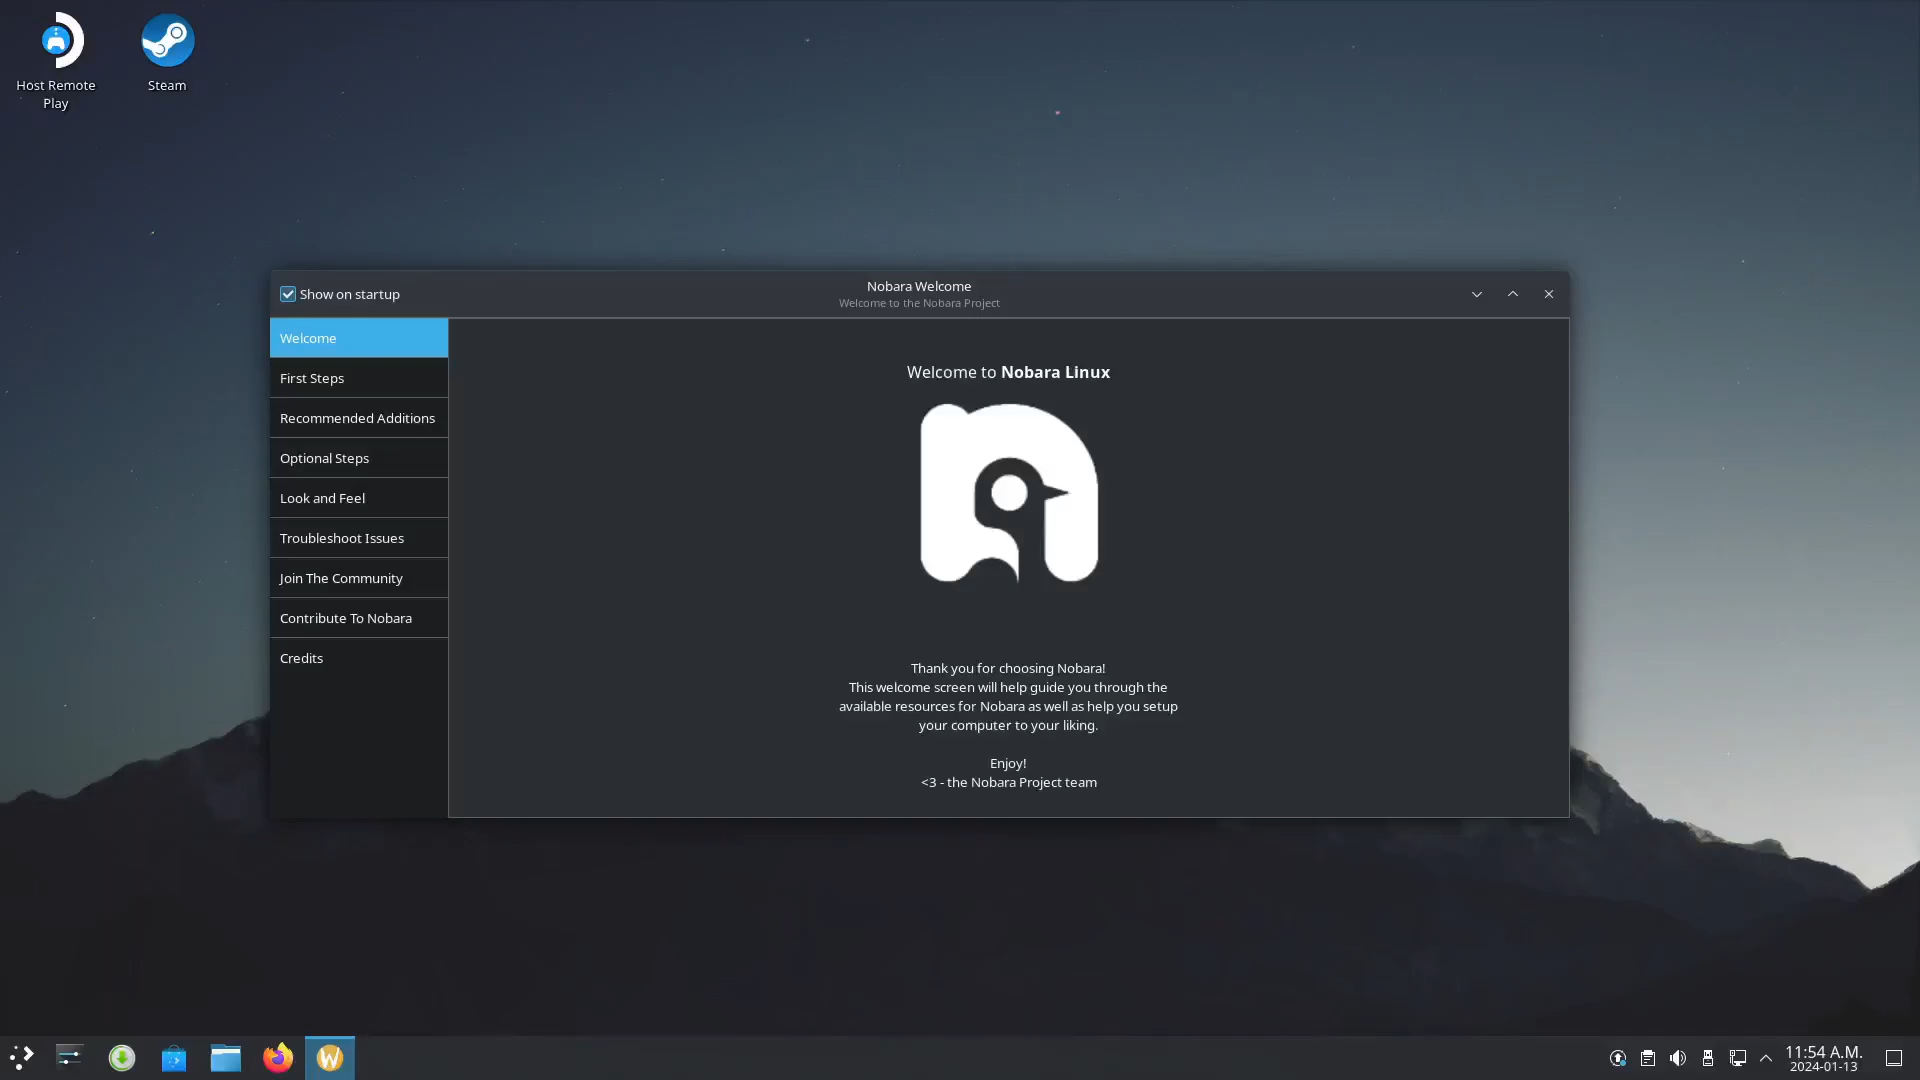 Host Remote
Play
Steam
Show on startup
Nobara Welcome
Welcome to the Nobara Project
Welcome
First Steps
Recommended Additions
Optional Steps
Look and Feel
Troubleshoot Issues
Join The Community
Contribute To Nobara
Credits
Welcome to Nobara Linux
Thank you for choosing Nobara!
This welcome screen will help guide you through the
available resources for Nobara as well as help you setup
your computer to your liking.
Enjoy!
<3 - the Nobara Project team
W
11:54 A.M.
2024-01-13